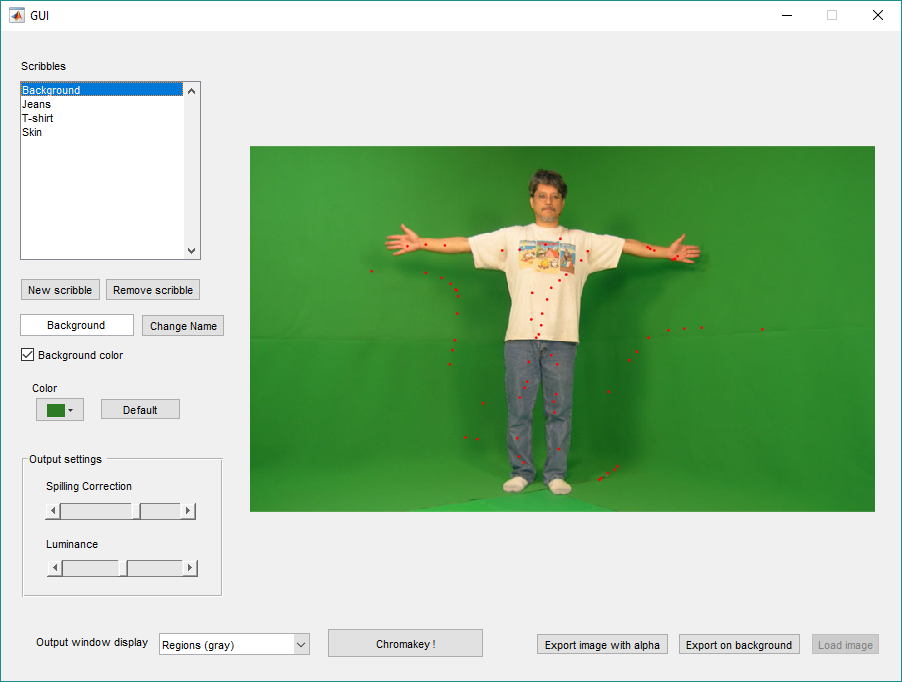 GUI
Scribbles
Background
Jeans
T-shirt
Skin
New scribble
Remove scribble
Background
Change Name
Background color
Color
Default
Output settings
Spilling Correction
Luminance
Output window display
Regions (gray)
Chromakey !
Export image with alpha
Export on background
Load image